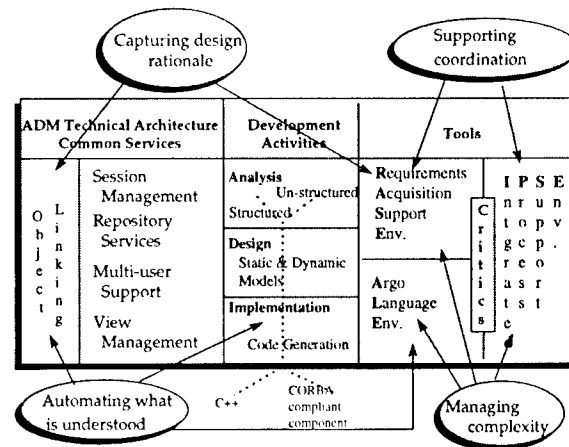 Capturing design
rationale
Supporting
coordination
ADM Technical Architecture
Common Services
Development
Activities
Tools
Object
Linking
Session
Management
Repository
Services
Multi-user
Support
View
Management
Analysis
Un-structured
Structured
Design
Static & Dynamic
Models
Implementation
Code Generation
Requirements
Acquisition
Support
Env.
Argo
Language
Env.
Critics
Integrated
Process
Support
Env.
C++
CORBA
compliant
component
Automating what
is understood
Managing
complexity